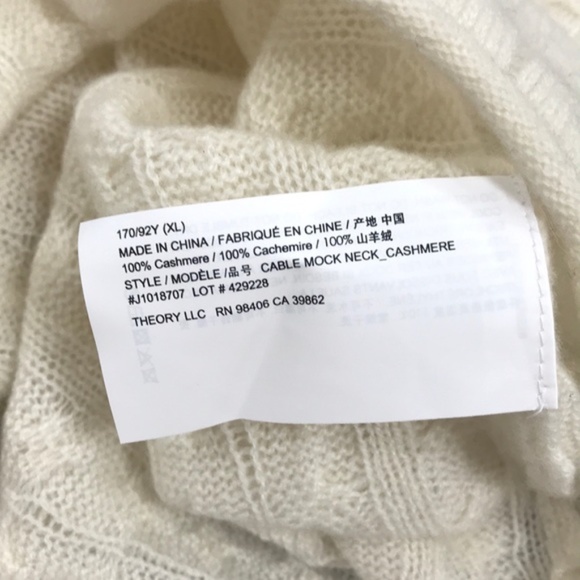 170/92Y (XL)
MADE IN CHINA / FABRIQUÉ EN CHINE / 产地 中国
100% Cashmere / 100% Cachemire / 100% 山羊绒
STYLE / MODÈLE /品号 CABLE MOCK NECK_CASHMERE
#J1018707 LOT # 429228
THEORY LLC RN 98406 CA 39862